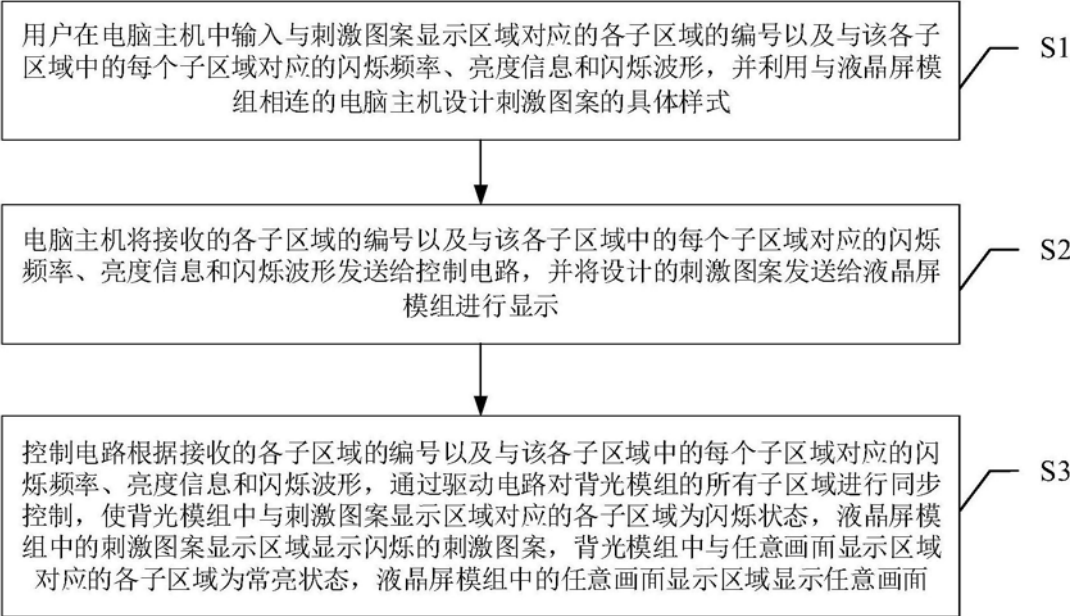 用户在电脑主机中输入与刺激图案显示区域对应的各子区域的编号以及与该各子
区域中的每个子区域对应的闪烁频率、亮度信息和闪烁波形，并利用与液晶屏模
组相连的电脑主机设计刺激图案的具体样式
S1
电脑主机将接收的各子区域的编号以及与该各子区域中的每个子区域对应的闪烁
频率、亮度信息和闪烁波形发送给控制电路，并将设计的刺激图案发送给液晶屏
模组进行显示
S2
控制电路根据接收的各子区域的编号以及与该各子区域中的每个子区域对应的闪
烁频率、亮度信息和闪烁波形，通过驱动电路对背光模组的所有子区域进行同步
控制，使背光模组中与刺激图案显示区域对应的各子区域为闪烁状态，液晶屏模
组中的刺激图案显示区域显示闪烁的刺激图案，背光模组中与任意画面显示区域
对应的各子区域为常亮状态，液晶屏模组中的任意画面显示区域显示任意画面
S3